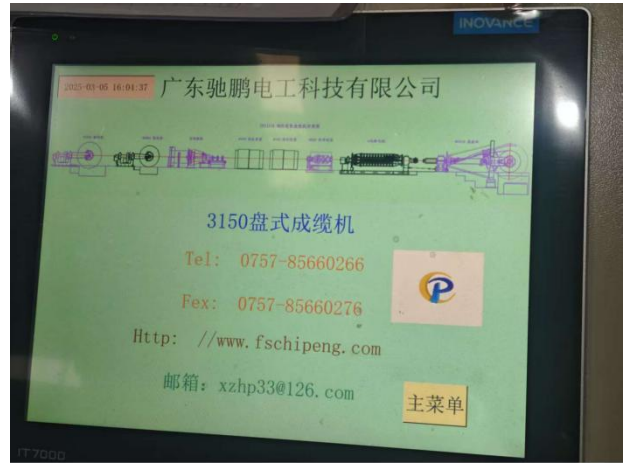 INOVANCE
2025-03-05 16:04:37
广东驰鹏电工科技有限公司
3150盘式成缆机
Tel: 0757-85660266
Fex: 0757-85660276
Http: //www.fschipeng.com
邮箱: xzhp33@126.com
主菜单
IT7000